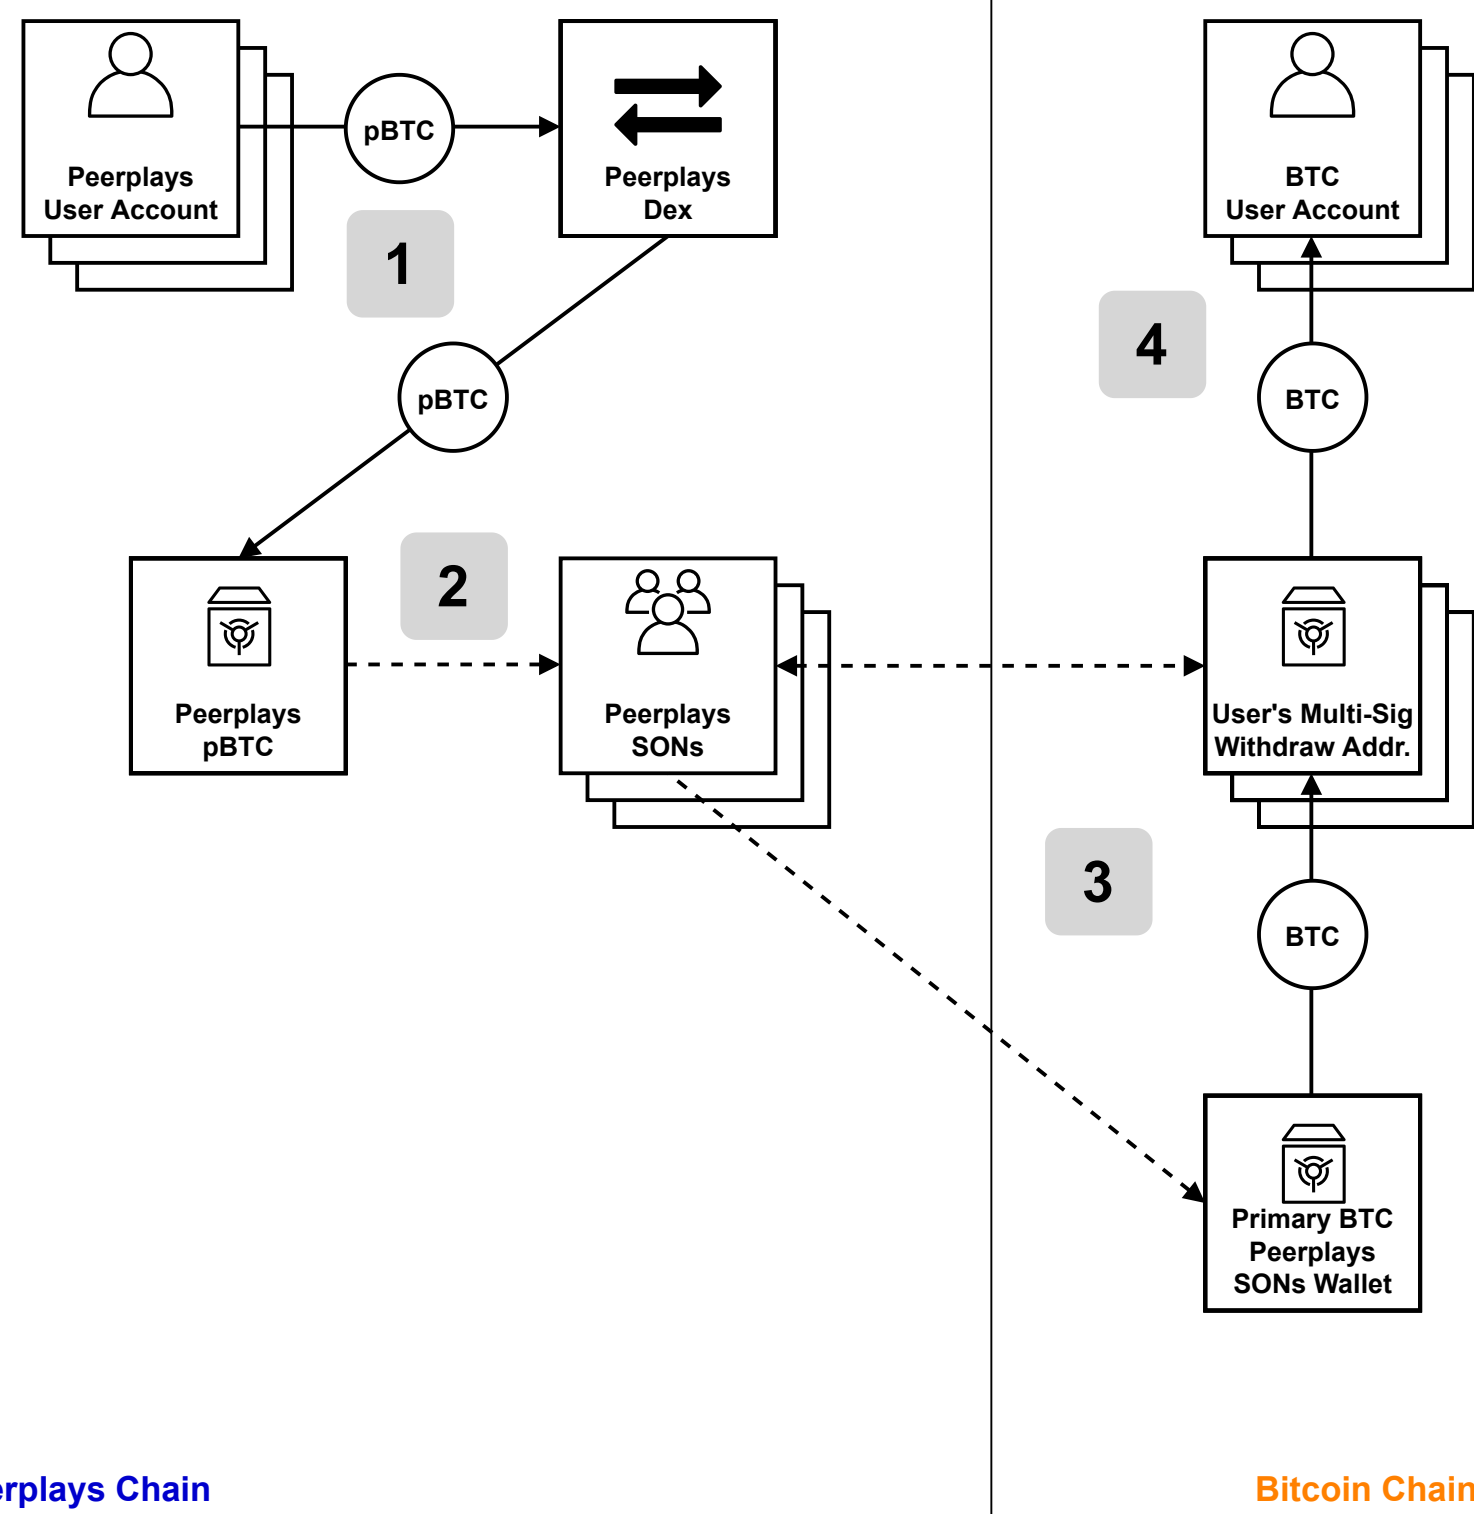 pBTC
Peerplays
User Account
Peerplays
Dex
1
pBTC
2
Peerplays
pBTC
Peerplays
SONs
BTC
User Account
4
BTC
User's Multi-Sig
Withdraw Addr.
3
BTC
Primary BTC
Peerplays
SONs Wallet
erplays Chain
Bitcoin Chain